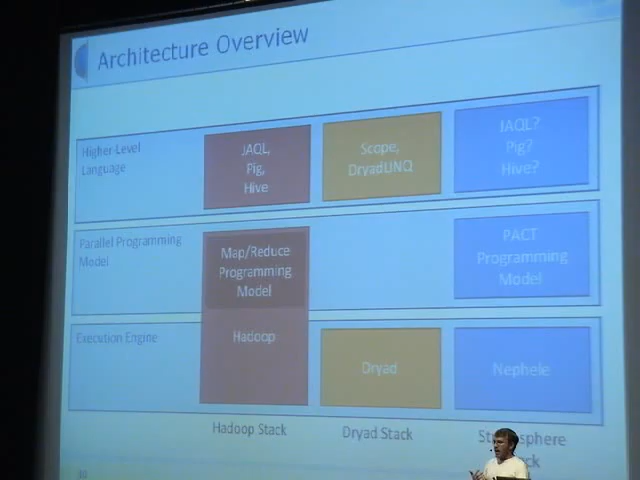 Architecture Overview
Higher-Level
Language
JAQL,
Pig,
Hive
Scope,
DryadLINQ
JAQL?
Pig?
Hive?
Parallel Programming
Model
Map/Reduce
Programming
Model
PACT
Programming
Model
Execution Engine
Hadoop
Dryad
Nephele
Hadoop Stack
Dryad Stack